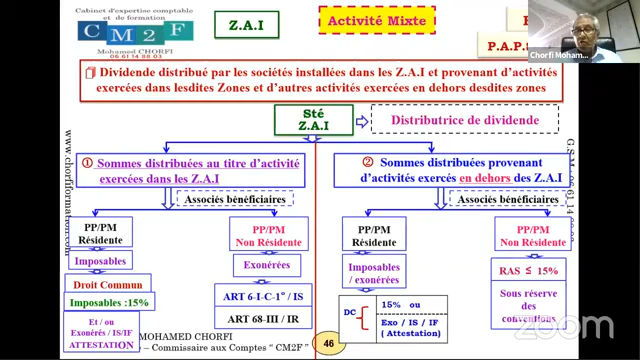 Cabinet d'expertise comptable
et de formation
CM2F
Mohamed CHORFI
06 61 14 88 03
Z.A.I
Activité Mixte
P.A.P.
Chorfi Moham...
Dividende distribué par les sociétés installées dans les Z.A.I et provenant d'activités
exercées dans lesdites Zones et d'autres activités exercées en dehors desdites zones
Sté
Z.A.I
Distributrice de dividende
① Sommes distribuées au titre d'activité
exercées dans les Z.A.I
② Sommes distribuées provenant
d'activités exercés en dehors des Z.A.I
Associés bénéficiaires
Associés bénéficiaires
PP/PM
Résidente
PP/PM
Non Résidente
PP/PM
Résidente
PP/PM
Non Résidente
Imposables
Exonérées
Imposables
/ exonérées
RAS ≤ 15%
Droit Commun
Imposables :15%
Et / ou
Exonérés / IS/IF
ATTESTATION
ART 6-I-C-1° / IS
ART 68-III / IR
DC
15% ou
Exo / IS / IF
( Attestation)
Sous réserve
des
conventions
MOHAMED CHORFI
– Commissaire aux Comptes " CM2F "
46
zoom
www.chorfiformation.com
G.S.M: 06 61 14